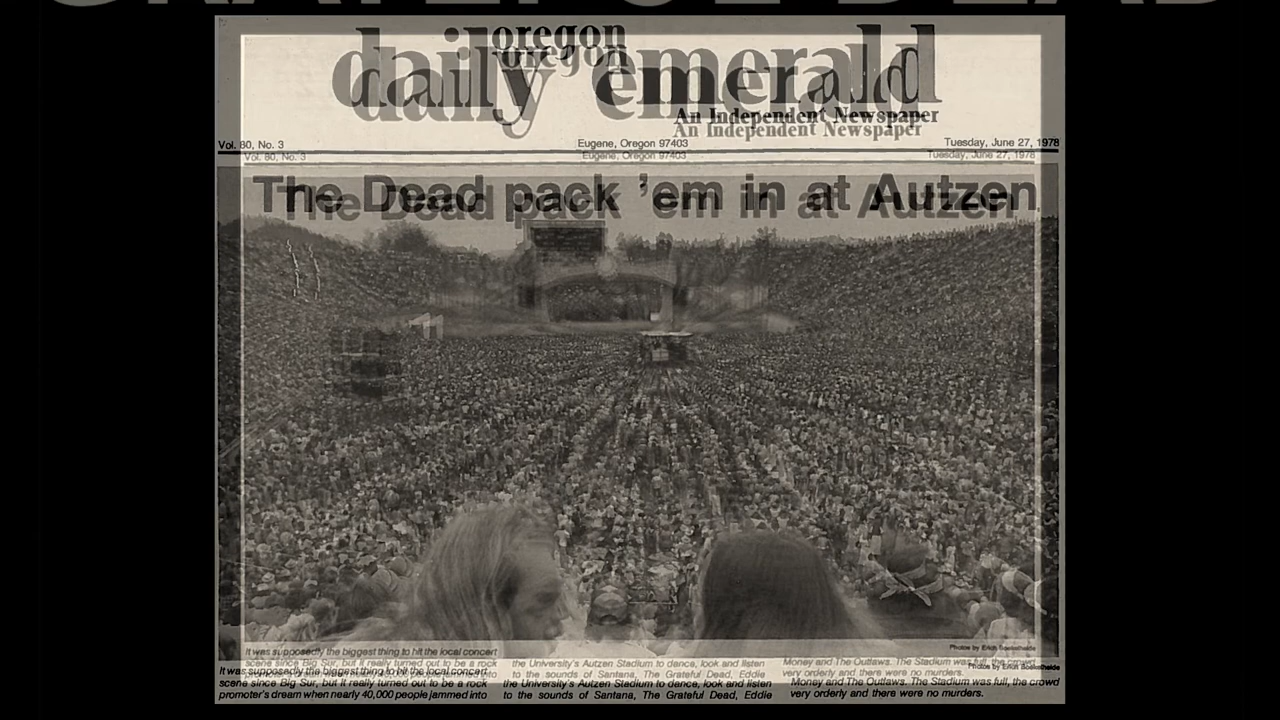 GRATEFUL DEAD
oregon
daily emerald
An Independent Newspaper
Vol. 80, No. 3 Eugene, Oregon 97403 Tuesday, June 27, 1978
The Dead pack 'em in at Autzen
Photos by Erich Boekelheide
It was supposedly the biggest thing to hit the local concert
scene since Big Sur, but it really turned out to be a rock
promoter's dream when nearly 40,000 people jammed into
the University's Autzen Stadium to dance, look and listen
to the sounds of Santana, The Grateful Dead, Eddie
Money and The Outlaws. The Stadium was full, the crowd
very orderly and there were no murders.